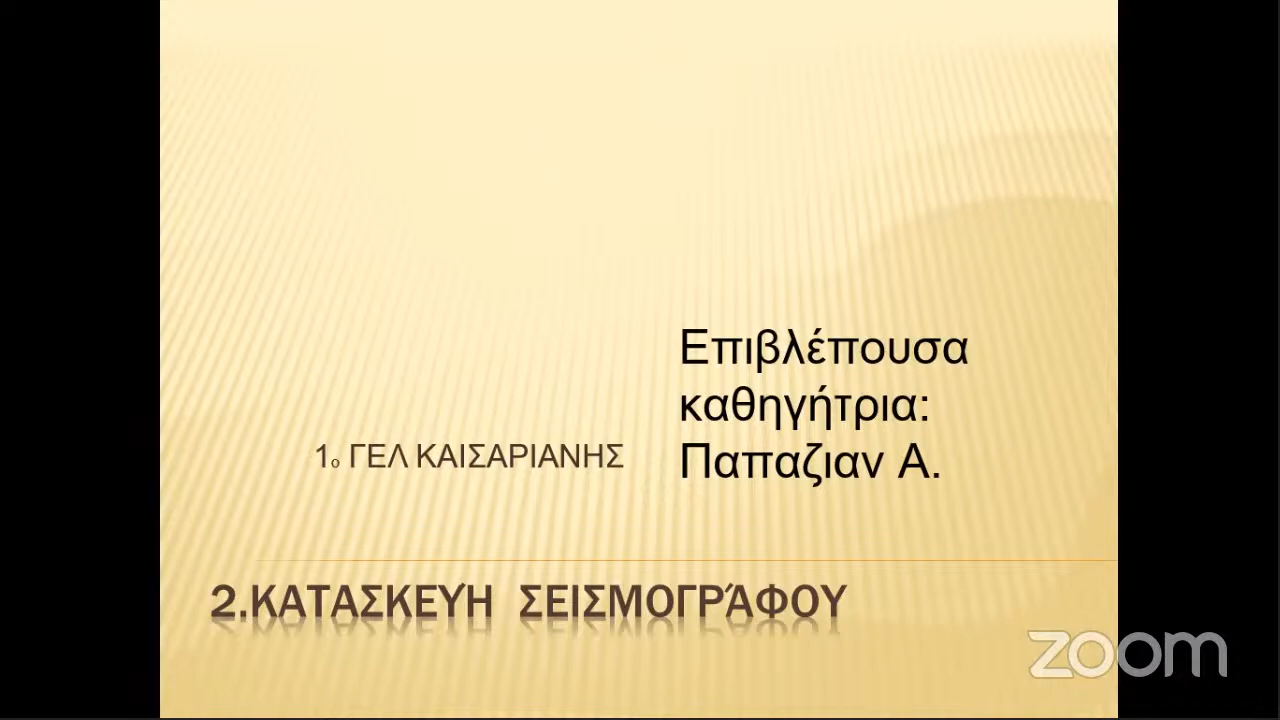 Επιβλέπουσα
καθηγήτρια:
Παπαζιαν Α.
1ο ΓΕΛ ΚΑΙΣΑΡΙΑΝΗΣ
2.ΚΑΤΑΣΚΕΥΉ ΣΕΙΣΜΟΓΡΆΦΟΥ
zoom